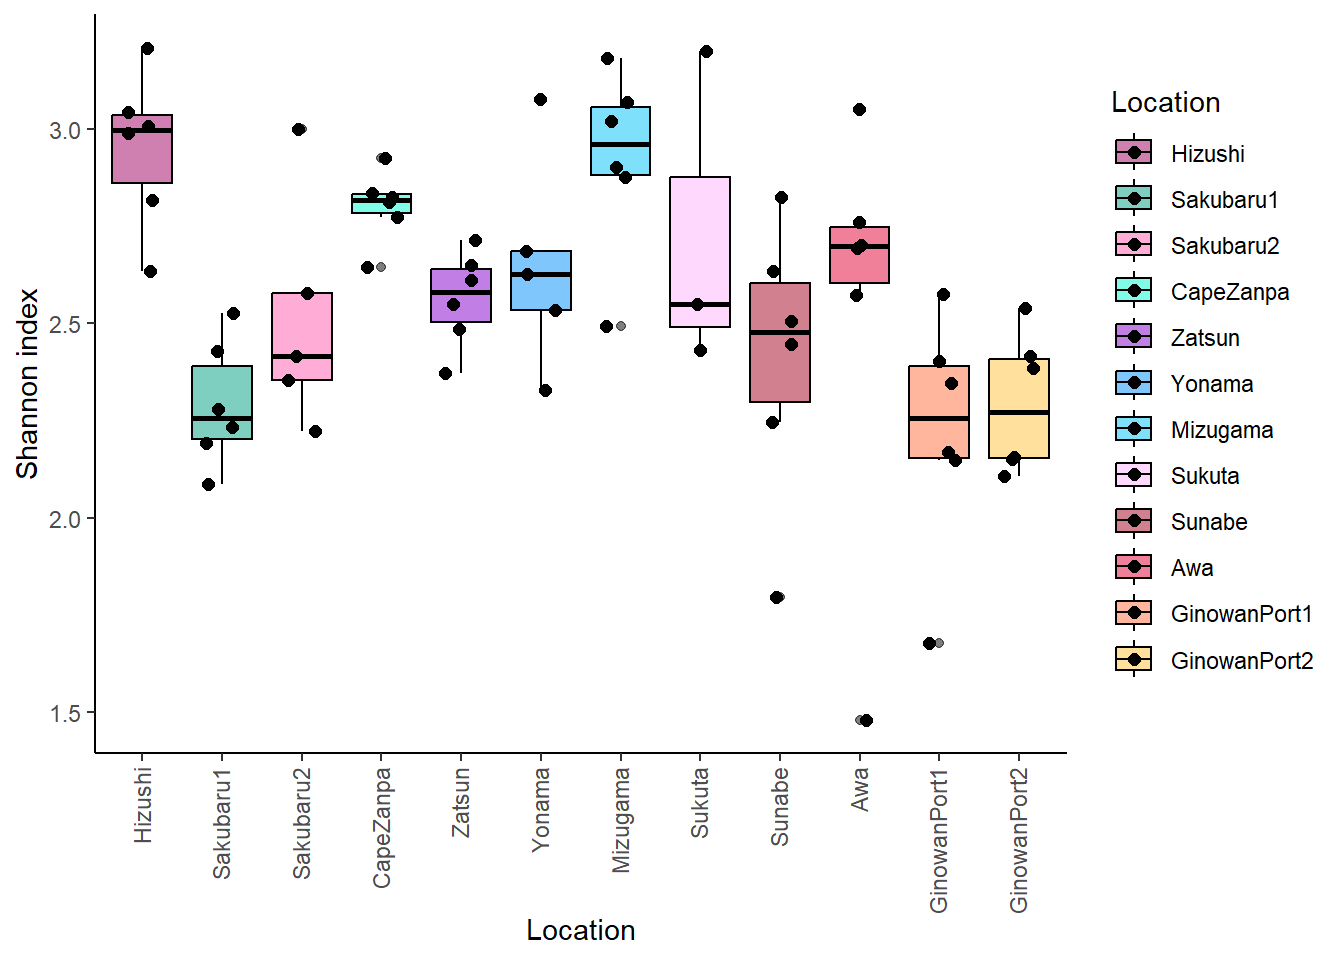 Shannon index
3.0
2.5
2.0
1.5
Hizushi
Sakubaru1
Sakubaru2
CapeZanpa
Zatsun
Yonama
Mizugama
Sukuta
Sunabe
Awa
GinowanPort1
GinowanPort2
Location
Location
Hizushi
Sakubaru1
Sakubaru2
CapeZanpa
Zatsun
Yonama
Mizugama
Sukuta
Sunabe
Awa
GinowanPort1
GinowanPort2